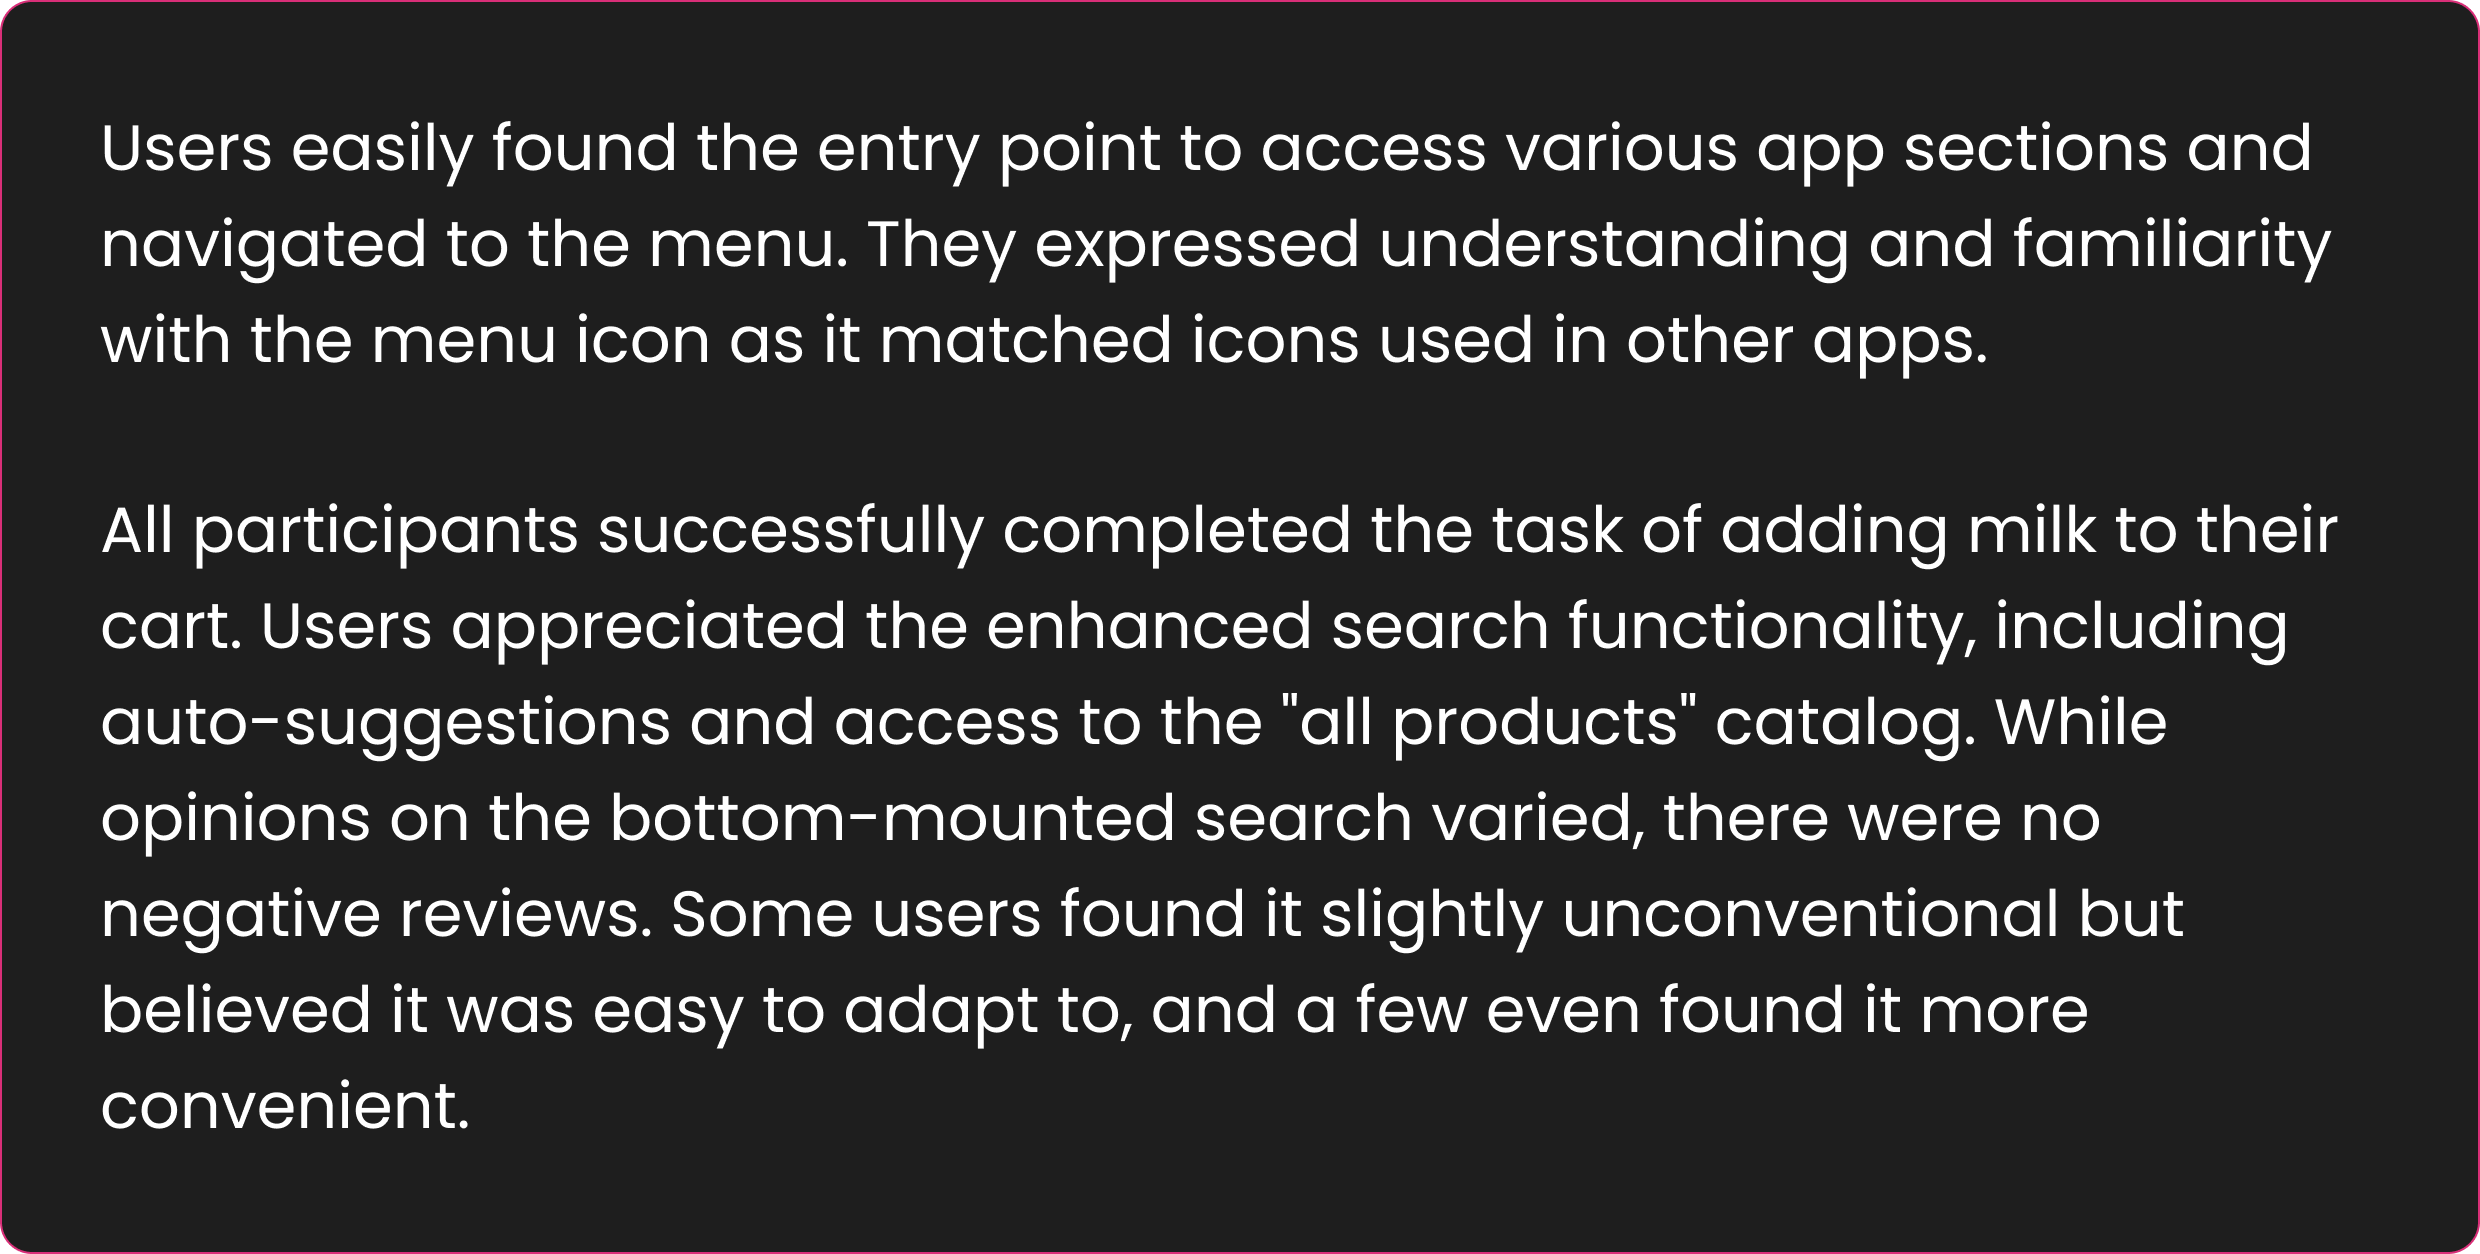 Users easily found the entry point to access various app sections and
navigated to the menu. They expressed understanding and familiarity
with the menu icon as it matched icons used in other apps.
All participants successfully completed the task of adding milk to their
cart. Users appreciated the enhanced search functionality, including
auto-suggestions and access to the "all products" catalog. While
opinions on the bottom-mounted search varied, there were no
negative reviews. Some users found it slightly unconventional but
believed it was easy to adapt to, and a few even found it more
convenient.